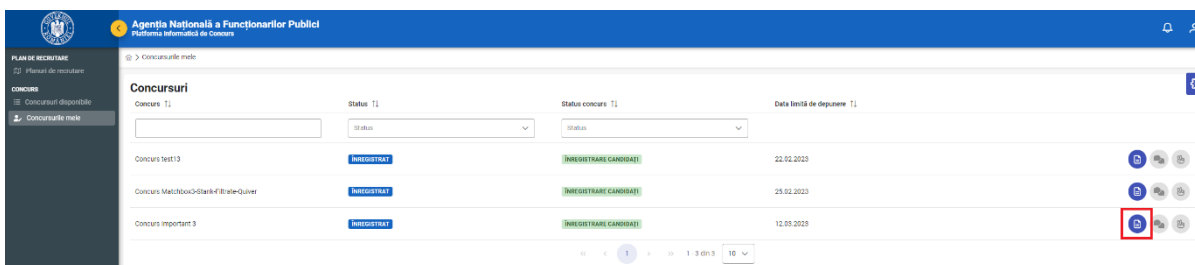 Agenția Națională a Funcționarilor Publici
Platforma Informatică de Concurs
PLAN DE RECRUTARE
Planuri de recrutare
CONCURS
Concursuri disponibile
Concursurile mele
> Concursurile mele
Concursuri
Concurs Status Status concurs Data limită de depunere
Status Status
Concurs test13 ÎNREGISTRAT ÎNREGISTRARE CANDIDAȚI 22.02.2023
Concurs Matchbox3-Stank-Filtrate-Quiver ÎNREGISTRAT ÎNREGISTRARE CANDIDAȚI 25.02.2023
Concurs Important 3 ÎNREGISTRAT ÎNREGISTRARE CANDIDAȚI 12.03.2023
1 1-3 din 3 10